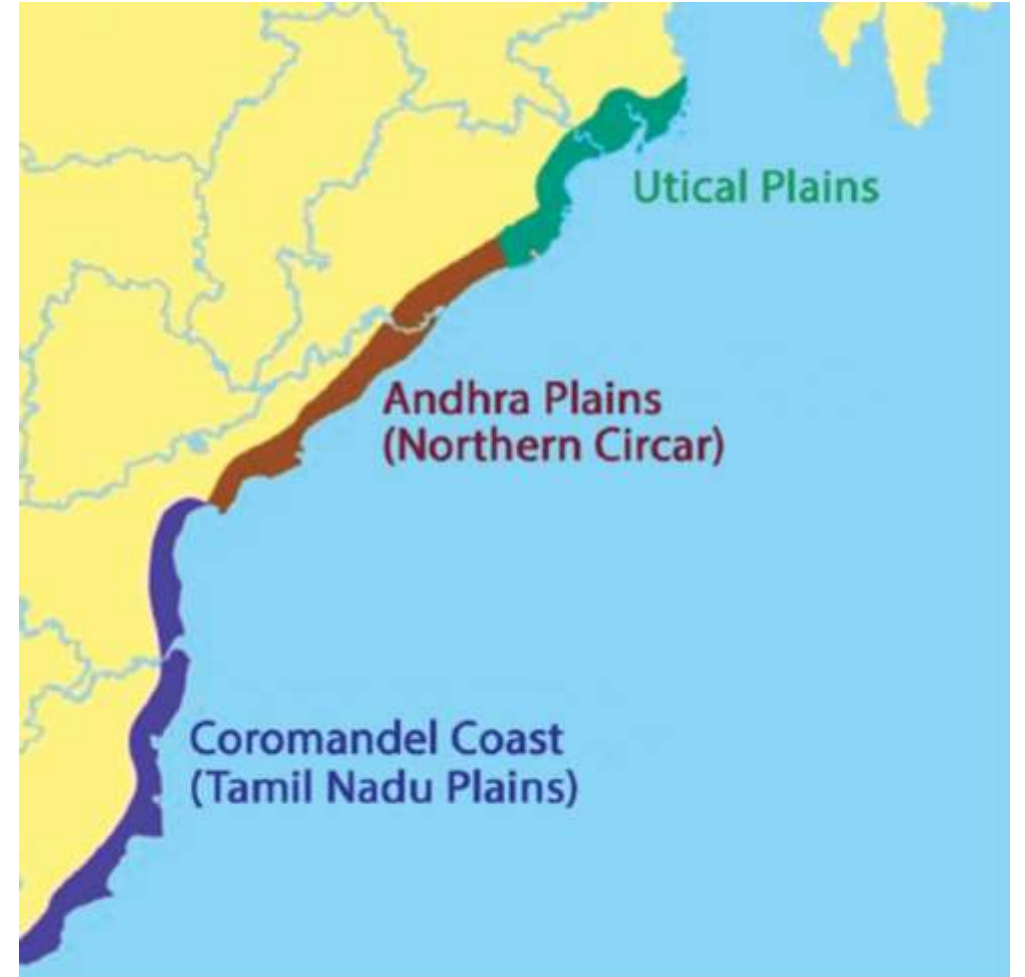 Utical Plains
Andhra Plains
(Northern Circar)
Coromandel Coast
(Tamil Nadu Plains)